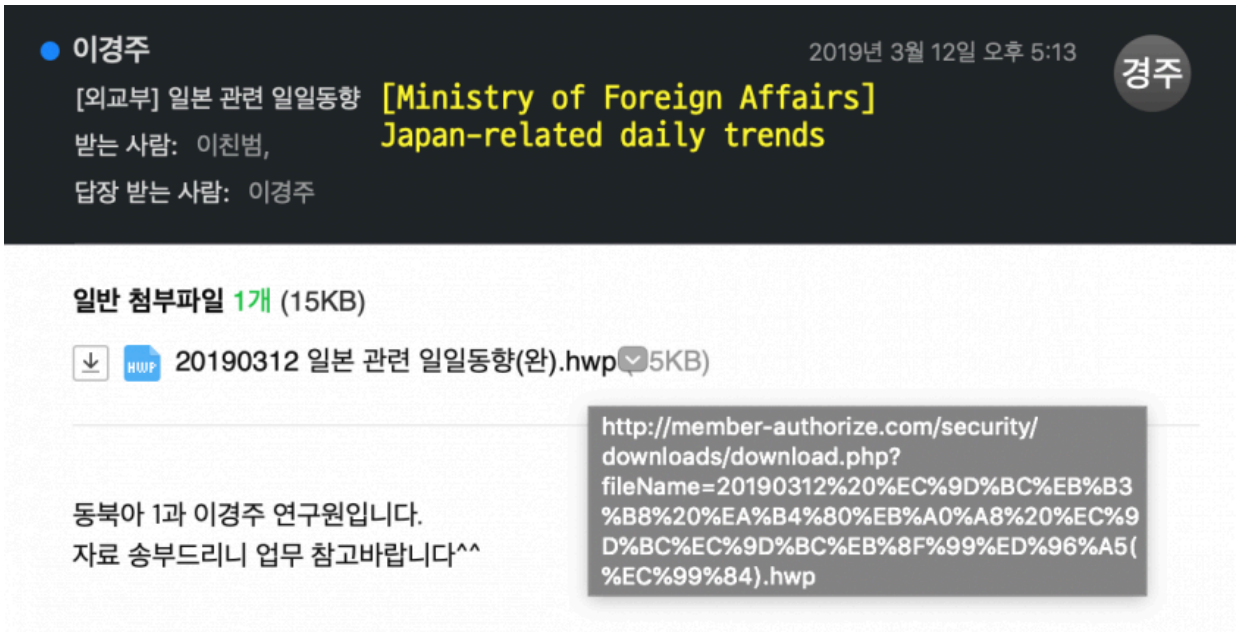 이경주
2019년 3월 12일 오후 5:13
경주
[외교부] 일본 관련 일일동향
[Ministry of Foreign Affairs]
Japan-related daily trends
받는 사람: 이친범,
답장 받는 사람: 이경주
일반 첨부파일 1개 (15KB)
HWP
20190312 일본 관련 일일동향(완).hwp 5KB)
http://member-authorize.com/security/
downloads/download.php?
fileName=20190312%20%EC%9D%BC%EB%B3
%B8%20%EA%B4%80%EB%A0%A8%20%EC%9
D%BC%EC%9D%BC%EB%8F%99%ED%96%A5(
%EC%99%84).hwp
동북아 1과 이경주 연구원입니다.
자료 송부드리니 업무 참고바랍니다^^